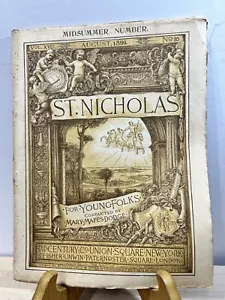 MIDSUMMER NUMBER.
AUGUST, 1894.
ST. NICHOLAS
FOR YOUNG FOLKS
CONDUCTED BY
MARY MAPES DODGE
THE CENTURY CO UNION SQUARE NEW YORK
T. FISHER UNWIN PATERNOSTER SQUARE LONDON